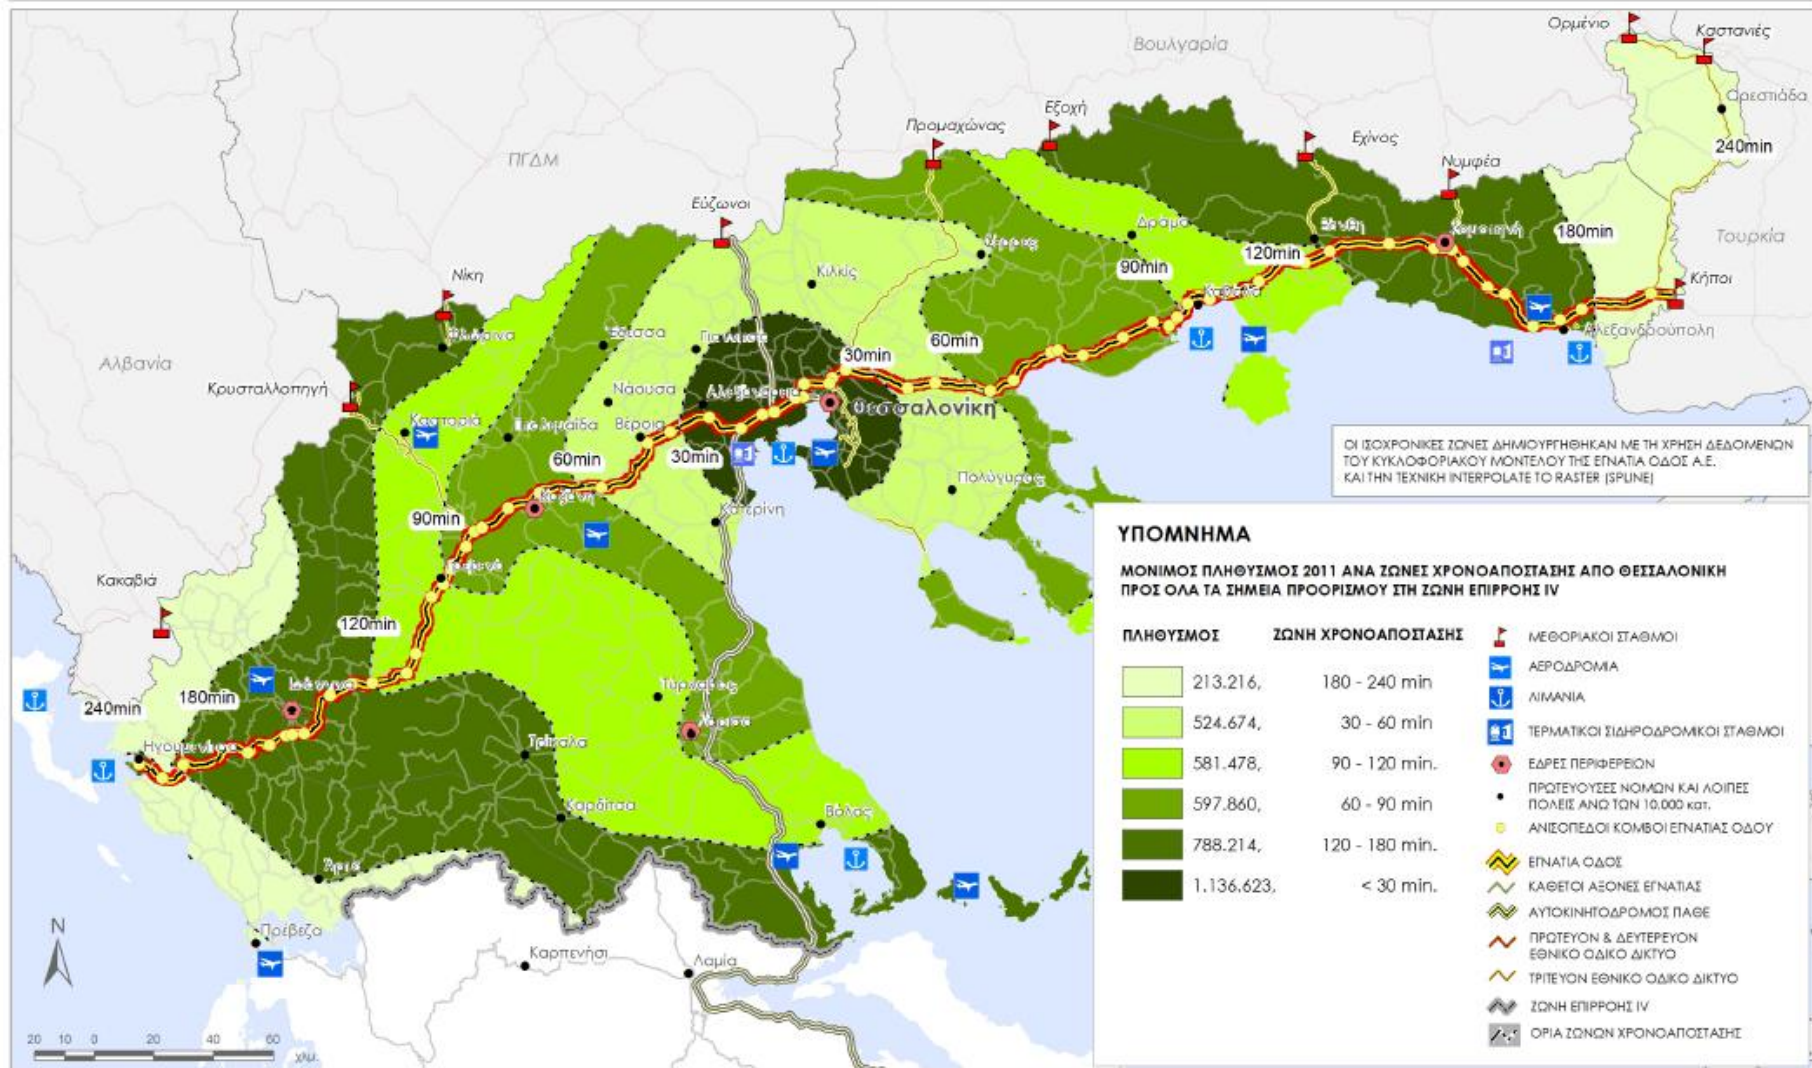 Ορμένιο
Καστανιές
Βουλγαρία
Ορεστιάδα
Εξοχή
Προμαχώνας
Εχίνος
240min
ΠΓΔΜ
Νυμφέα
Εύζωνοι
Δράμα
Ξάνθη
Κομοτηνή
180min
Τουρκία
Σέρρες
120min
90min
Νίκη
Κιλκίς
Κήποι
Καβάλα
Φλώρινα
Έδεσσα
Γιαννιτσά
60min
Αλεξανδρούπολη
Αλβανία
30min
Κρυσταλλοπηγή
Νάουσα
Αλεξάνδρεια
Θεσσαλονίκη
Καστοριά
Πτολεμαΐδα
Βέροια
60min
30min
ΟΙ ΙΣΟΧΡΟΝΙΚΕΣ ΖΩΝΕΣ ΔΗΜΙΟΥΡΓΗΘΗΚΑΝ ΜΕ ΤΗ ΧΡΗΣΗ ΔΕΔΟΜΕΝΩΝ
ΤΟΥ ΚΥΚΛΟΦΟΡΙΑΚΟΥ ΜΟΝΤΕΛΟΥ ΤΗΣ ΕΓΝΑΤΙΑ ΟΔΟΣ Α.Ε.
ΚΑΙ ΤΗΝ ΤΕΧΝΙΚΗ INTERPOLATE TO RASTER (SPLINE)
Πολύγυρος
Κοζάνη
90min
Κατερίνη
Γρεβενά
Κακαβιά
120min
Ιωάννινα
180min
240min
Τύρναβος
Λάρισα
Ηγουμενίτσα
Τρίκαλα
Καρδίτσα
Βόλος
Άρτα
Πρέβεζα
Καρπενήσι
Λαμία
N
20 10 0 20 40 60
χλμ.
ΥΠΟΜΝΗΜΑ
ΜΟΝΙΜΟΣ ΠΛΗΘΥΣΜΟΣ 2011 ΑΝΑ ΖΩΝΕΣ ΧΡΟΝΟΑΠΟΣΤΑΣΗΣ ΑΠΟ ΘΕΣΣΑΛΟΝΙΚΗ
ΠΡΟΣ ΟΛΑ ΤΑ ΣΗΜΕΙΑ ΠΡΟΟΡΙΣΜΟΥ ΣΤΗ ΖΩΝΗ ΕΠΙΡΡΟΗΣ IV
ΠΛΗΘΥΣΜΟΣ ΖΩΝΗ ΧΡΟΝΟΑΠΟΣΤΑΣΗΣ
213.216, 180 - 240 min
524.674, 30 - 60 min
581.478, 90 - 120 min.
597.860, 60 - 90 min
788.214, 120 - 180 min.
1.136.623, < 30 min.
ΜΕΘΟΡΙΑΚΟΙ ΣΤΑΘΜΟΙ
ΑΕΡΟΔΡΟΜΙΑ
ΛΙΜΑΝΙΑ
ΤΕΡΜΑΤΙΚΟΙ ΣΙΔΗΡΟΔΡΟΜΙΚΟΙ ΣΤΑΘΜΟΙ
ΕΔΡΕΣ ΠΕΡΙΦΕΡΕΙΩΝ
ΠΡΩΤΕΥΟΥΣΕΣ ΝΟΜΩΝ ΚΑΙ ΛΟΙΠΕΣ
ΠΟΛΕΙΣ ΑΝΩ ΤΩΝ 10.000 κατ.
ΑΝΙΣΟΠΕΔΟΙ ΚΟΜΒΟΙ ΕΓΝΑΤΙΑΣ ΟΔΟΥ
ΕΓΝΑΤΙΑ ΟΔΟΣ
ΚΑΘΕΤΟΙ ΑΞΟΝΕΣ ΕΓΝΑΤΙΑΣ
ΑΥΤΟΚΙΝΗΤΟΔΡΟΜΟΣ ΠΑΘΕ
ΠΡΩΤΕΥΟΝ & ΔΕΥΤΕΡΕΥΟΝ
ΕΘΝΙΚΟ ΟΔΙΚΟ ΔΙΚΤΥΟ
ΤΡΙΤΕΥΟΝ ΕΘΝΙΚΟ ΟΔΙΚΟ ΔΙΚΤΥΟ
ΖΩΝΗ ΕΠΙΡΡΟΗΣ IV
ΟΡΙΑ ΖΩΝΩΝ ΧΡΟΝΟΑΠΟΣΤΑΣΗΣ